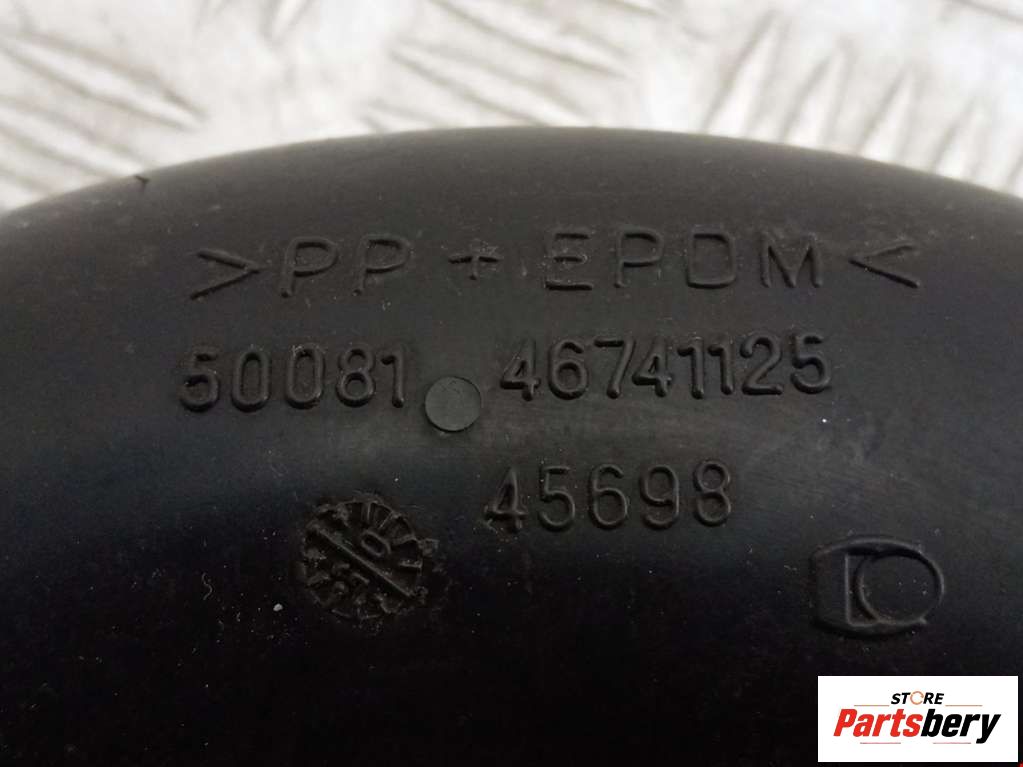 >PP+EPDM<
50081 46741125
45698
STORE
Partsbery